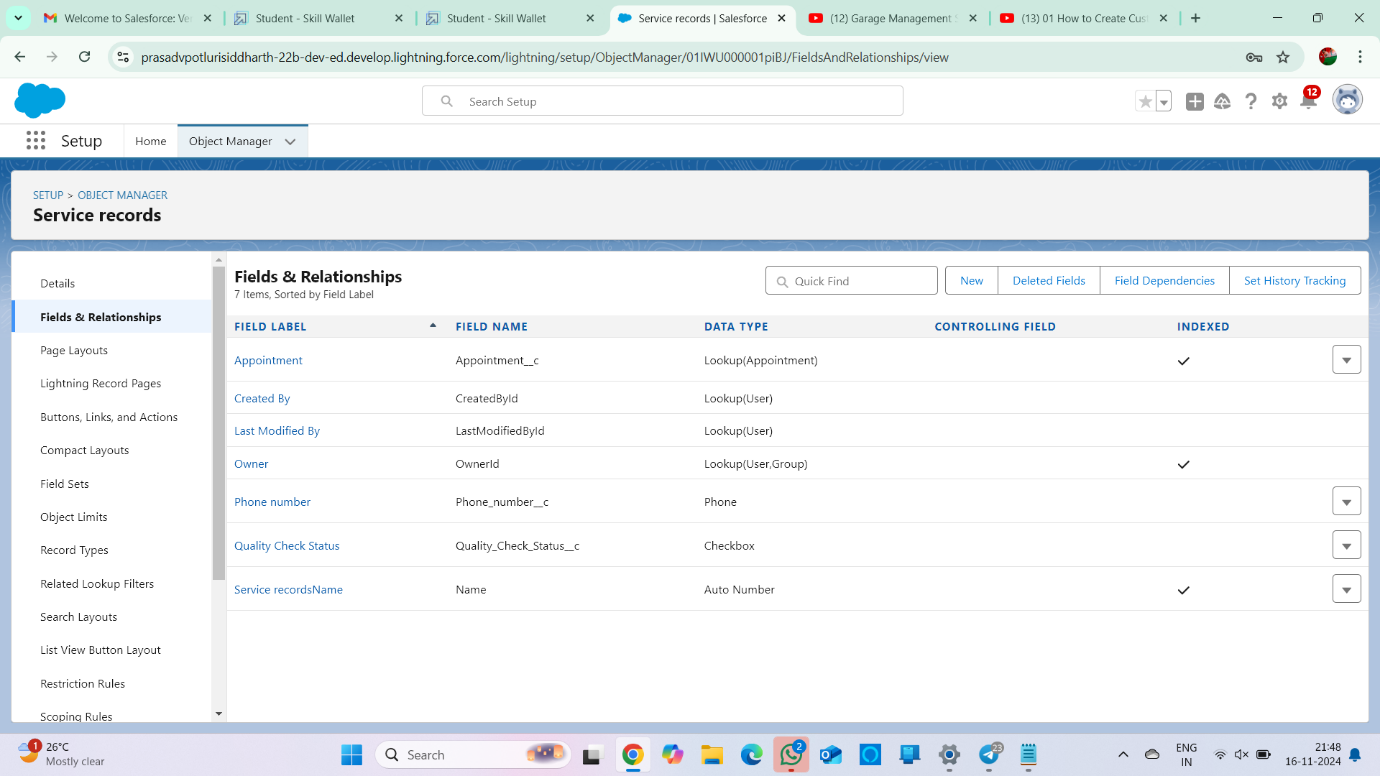 Welcome to Salesforce: Ve
Student - Skill Wallet
Student - Skill Wallet
Service records | Salesforce
(12) Garage Management S
(13) 01 How to Create Cus
prasadvpotlurisiddharth-22b-dev-ed.develop.lightning.force.com/lightning/setup/ObjectManager/01IWU000001piBJ/FieldsAndRelationships/view
Search Setup
12
Setup
Home
Object Manager
SETUP > OBJECT MANAGER
Service records
Details
Fields & Relationships
Page Layouts
Lightning Record Pages
Buttons, Links, and Actions
Compact Layouts
Field Sets
Object Limits
Record Types
Related Lookup Filters
Search Layouts
List View Button Layout
Restriction Rules
Scoping Rules
Fields & Relationships
7 Items, Sorted by Field Label
Quick Find
New
Deleted Fields
Field Dependencies
Set History Tracking
FIELD LABEL FIELD NAME DATA TYPE CONTROLLING FIELD INDEXED
Appointment Appointment__c Lookup(Appointment)
Created By CreatedById Lookup(User)
Last Modified By LastModifiedById Lookup(User)
Owner OwnerId Lookup(User,Group)
Phone number Phone_number__c Phone
Quality Check Status Quality_Check_Status__c Checkbox
Service recordsName Name Auto Number
1
26°C
Mostly clear
Search
2
23
ENG
IN
21:48
16-11-2024